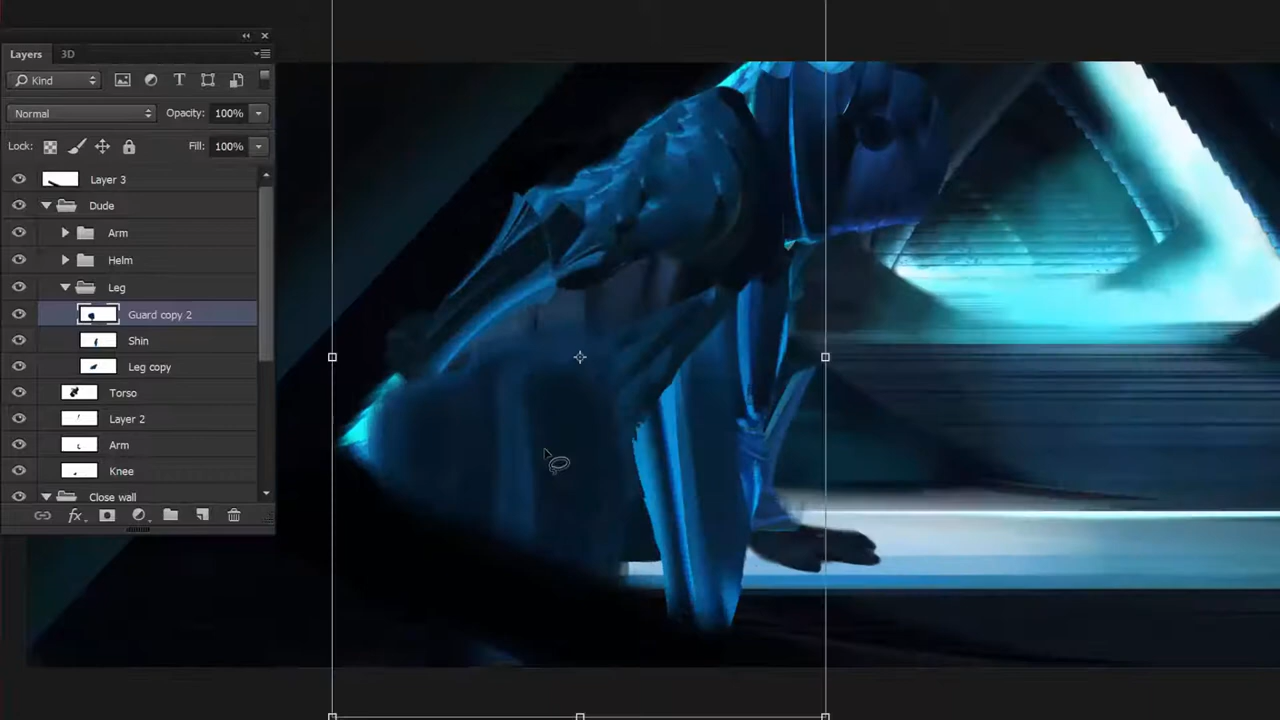 Layers 3D
Kind
Normal Opacity: 100%
Lock: Fill: 100%
Layer 3
Dude
Arm
Helm
Leg
Guard copy 2
Shin
Leg copy
Torso
Layer 2
Arm
Knee
Close wall
fx